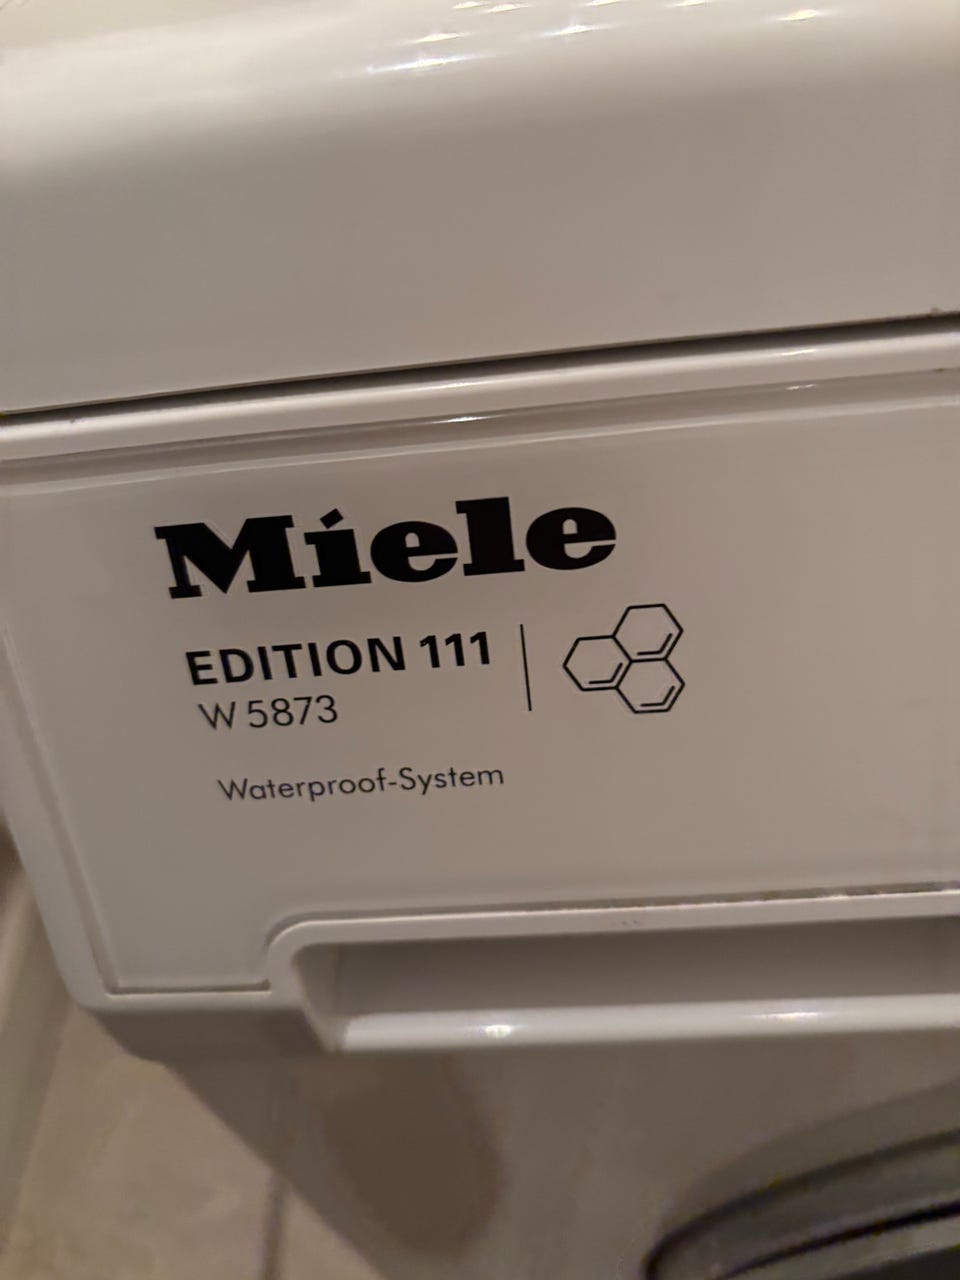 Miele
EDITION 111
W 5873
Waterproof-System